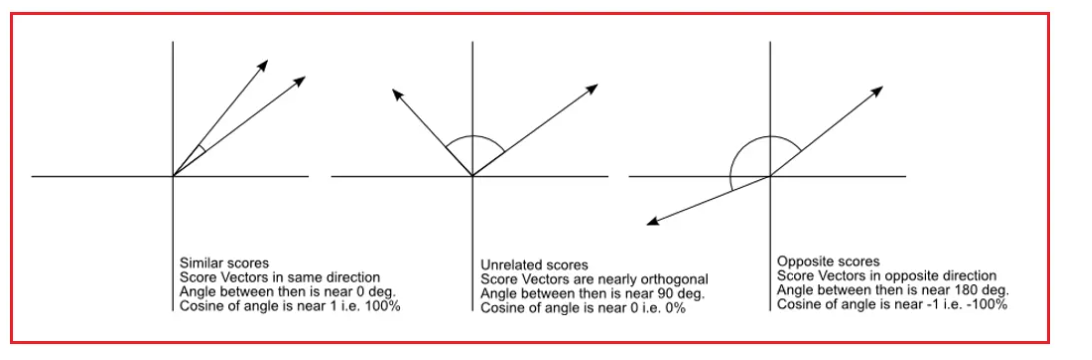 Similar scores
Score Vectors in same direction
Angle between then is near 0 deg.
Cosine of angle is near 1 i.e. 100%
Unrelated scores
Score Vectors are nearly orthogonal
Angle between then is near 90 deg.
Cosine of angle is near 0 i.e. 0%
Opposite scores
Score Vectors in opposite direction
Angle between then is near 180 deg.
Cosine of angle is near -1 i.e. -100%